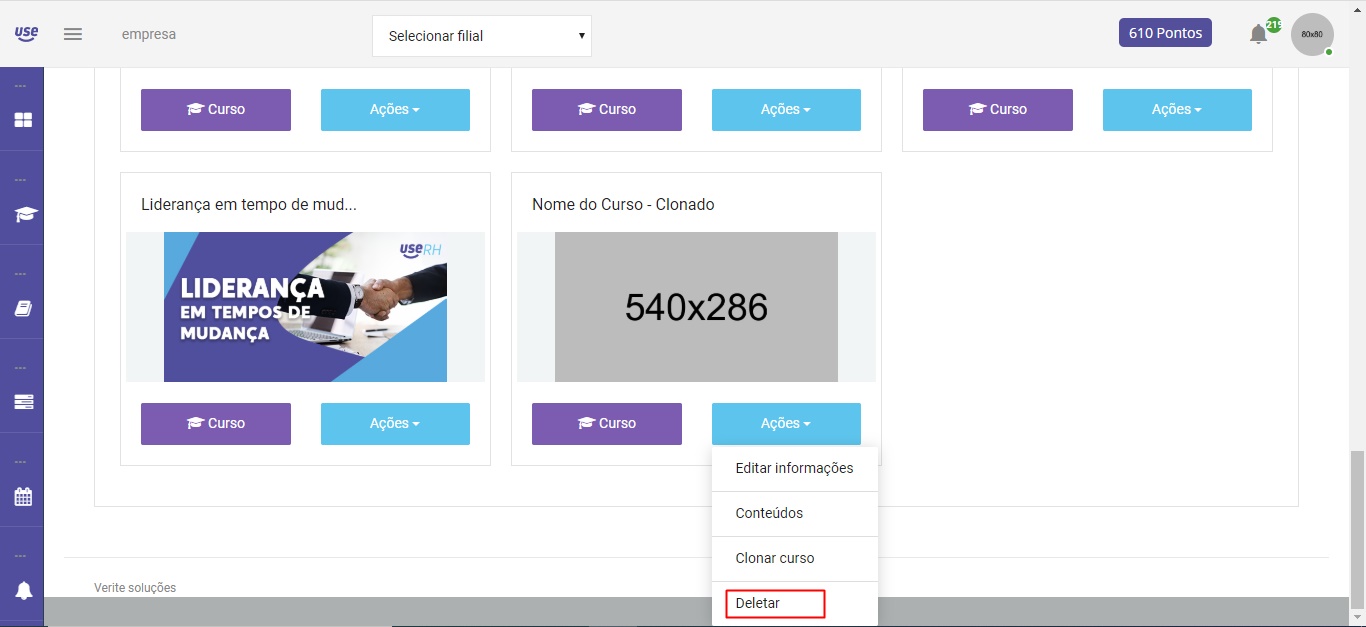 use
empresa
Selecionar filial
610 Pontos
219
80x80
Curso
Ações
Curso
Ações
Curso
Ações
Liderança em tempo de mud...
Nome do Curso - Clonado
useRH
LIDERANÇA
EM TEMPOS DE
MUDANÇA
540x286
Curso
Ações
Curso
Ações
Editar informações
Conteúdos
Clonar curso
Deletar
Verite soluções